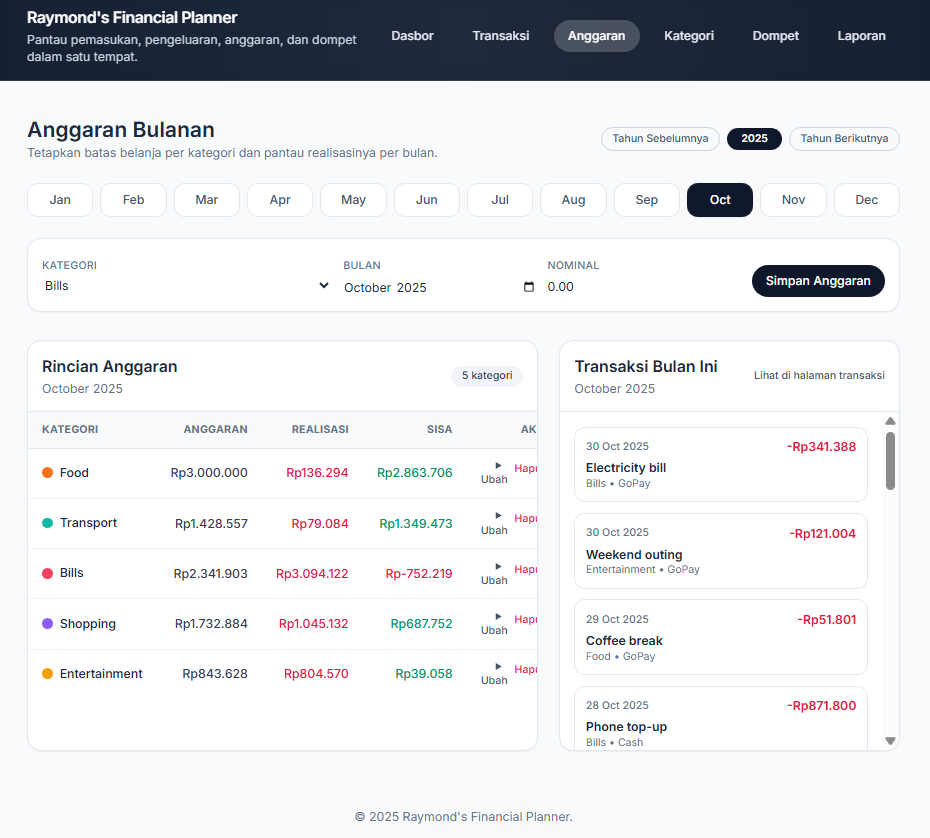 Raymond's Financial Planner
Pantau pemasukan, pengeluaran, anggaran, dan dompet
dalam satu tempat.
Dasbor
Transaksi
Anggaran
Kategori
Dompet
Laporan
Anggaran Bulanan
Tetapkan batas belanja per kategori dan pantau realisasinya per bulan.
Tahun Sebelumnya
2025
Tahun Berikutnya
Jan
Feb
Mar
Apr
May
Jun
Jul
Aug
Sep
Oct
Nov
Dec
KATEGORI
Bills
BULAN
October 2025
NOMINAL
0.00
Simpan Anggaran
Rincian Anggaran
October 2025
5 kategori
KATEGORI ANGGARAN REALISASI SISA AK
Food Rp3.000.000 Rp136.294 Rp2.863.706 Ubah Hapu
Transport Rp1.428.557 Rp79.084 Rp1.349.473 Ubah Hapu
Bills Rp2.341.903 Rp3.094.122 Rp-752.219 Ubah Hapu
Shopping Rp1.732.884 Rp1.045.132 Rp687.752 Ubah Hapu
Entertainment Rp843.628 Rp804.570 Rp39.058 Ubah Hapu
Transaksi Bulan Ini
October 2025
Lihat di halaman transaksi
30 Oct 2025 -Rp341.388
Electricity bill
Bills • GoPay
30 Oct 2025 -Rp121.004
Weekend outing
Entertainment • GoPay
29 Oct 2025 -Rp51.801
Coffee break
Food • GoPay
28 Oct 2025 -Rp871.800
Phone top-up
Bills • Cash
© 2025 Raymond's Financial Planner.